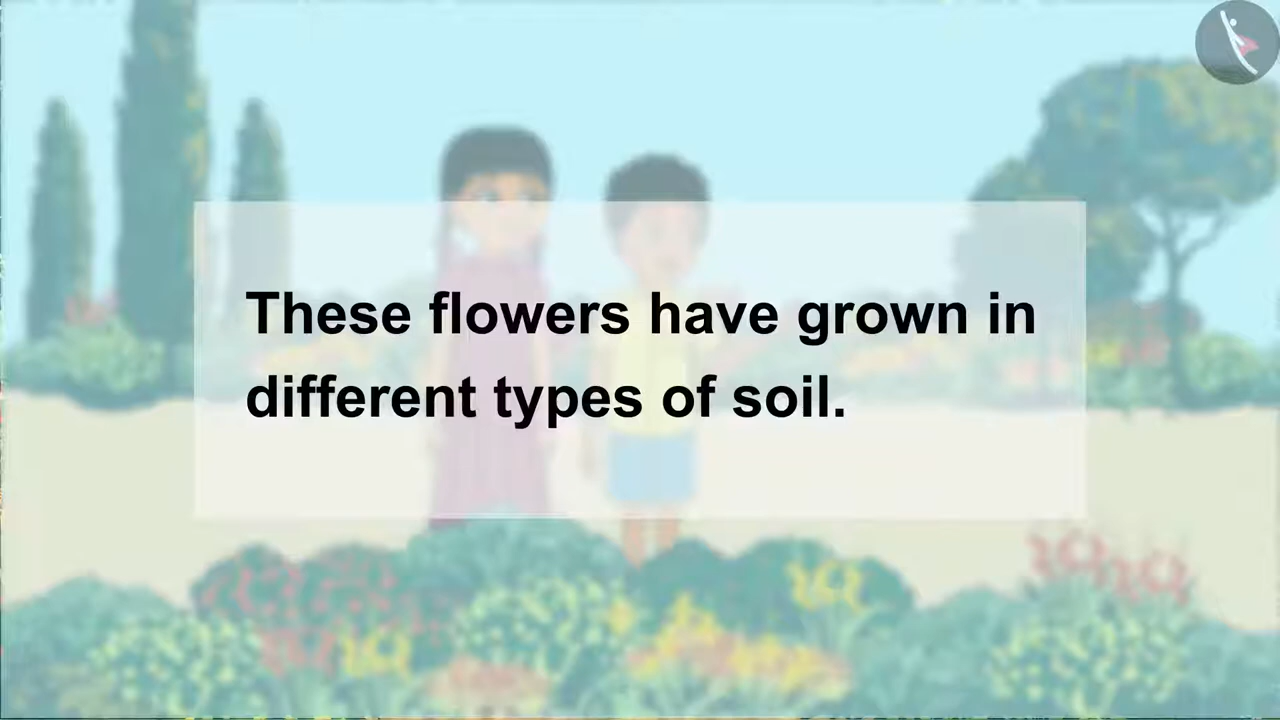 These flowers have grown in
different types of soil.